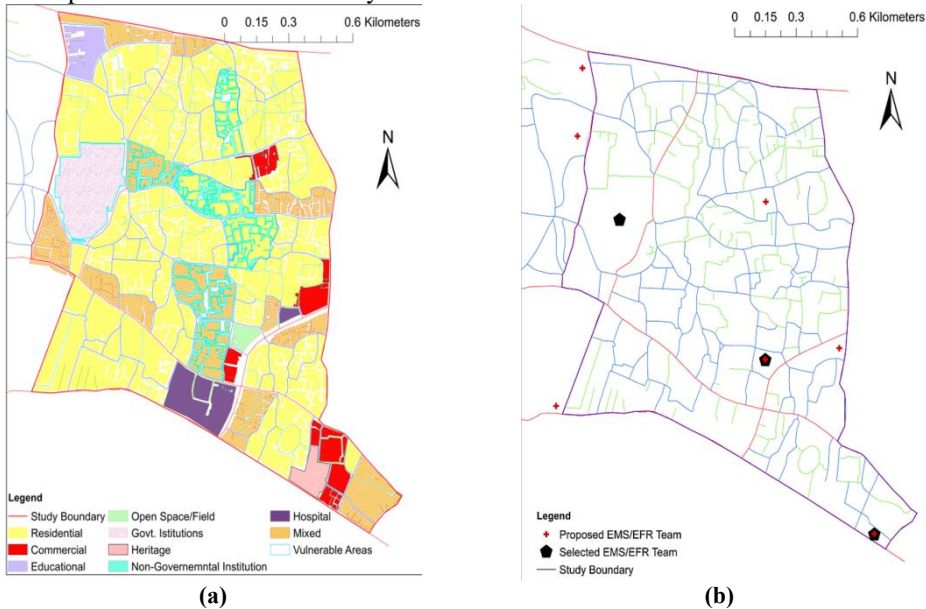 0 0.15 0.3 0.6 Kilometers
N
Legend
Study Boundary
Residential
Commercial
Educational
Open Space/Field
Govt. Istitutions
Heritage
Non-Governemntal Institution
Hospital
Mixed
Vulnerable Areas
(a)
0 0.15 0.3 0.6 Kilometers
N
Legend
Proposed EMS/EFR Team
Selected EMS/EFR Team
Study Boundary
(b)